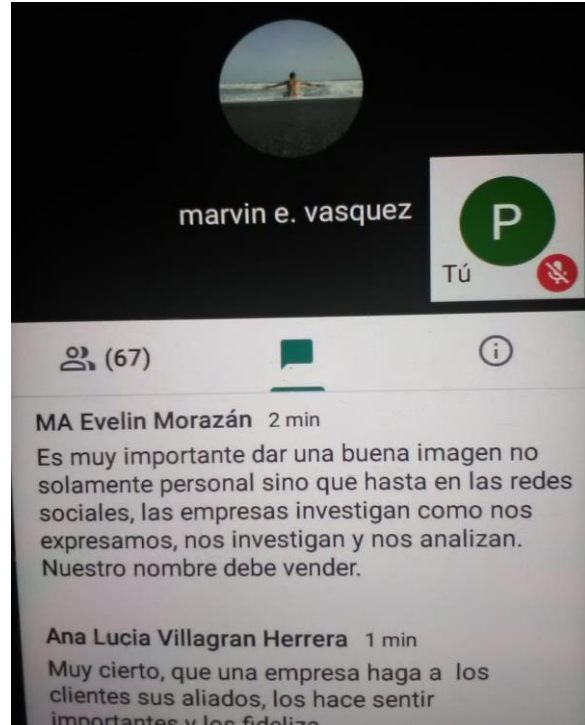 marvin e. vasquez
P
Tú
(67)
MA Evelin Morazán 2 min
Es muy importante dar una buena imagen no
solamente personal sino que hasta en las redes
sociales, las empresas investigan como nos
expresamos, nos investigan y nos analizan.
Nuestro nombre debe vender.
Ana Lucia Villagran Herrera 1 min
Muy cierto, que una empresa haga a los
clientes sus aliados, los hace sentir
importantes y los fideliza